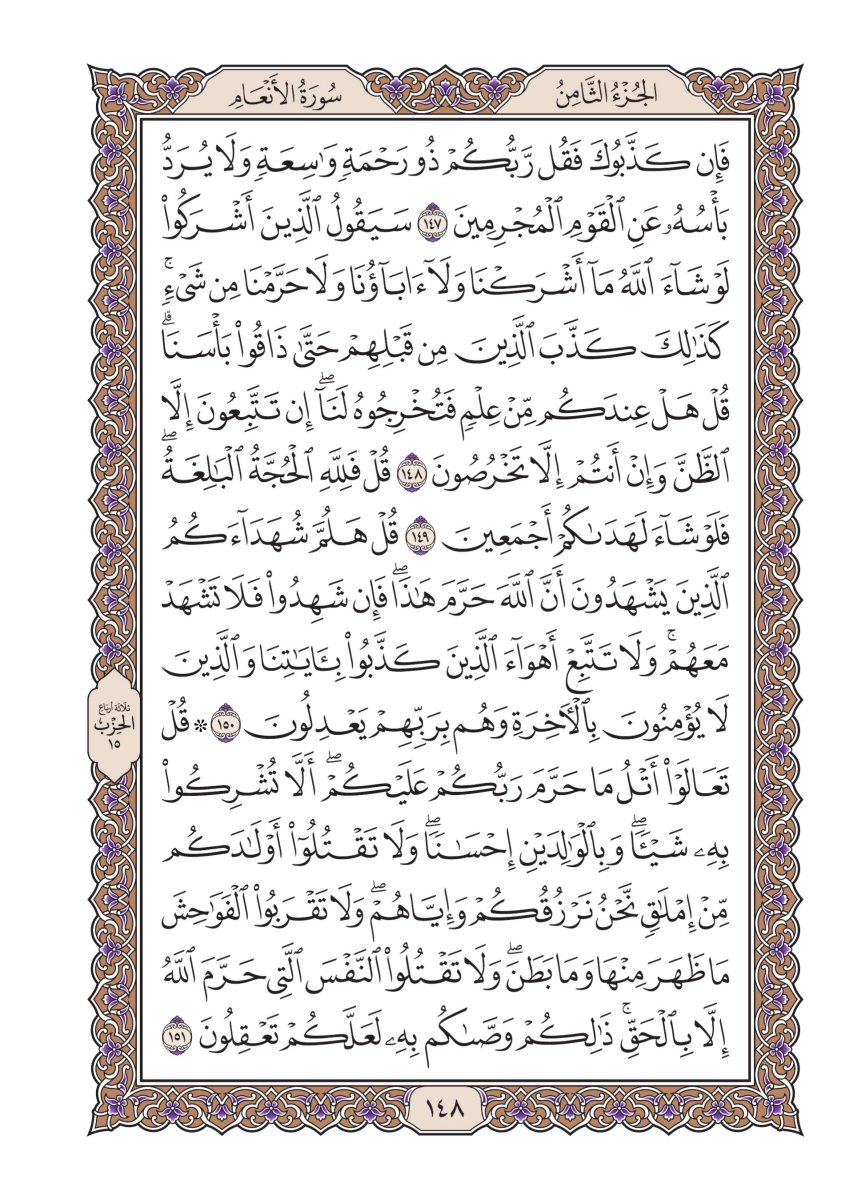 الجُزْءُ الثَّامِنُ
سُورَةُ الأَنْعَامِ
فَإِن كَذَّبُوكَ فَقُل رَّبُّكُمْ ذُو رَحْمَةٍ وَٰسِعَةٍ وَلَا يُرَدُّ
بَأْسُهُۥ عَنِ ٱلْقَوْمِ ٱلْمُجْرِمِينَ ١٤٧ سَيَقُولُ ٱلَّذِينَ أَشْرَكُوا۟
لَوْ شَآءَ ٱللَّهُ مَآ أَشْرَكْنَا وَلَآ ءَابَآؤُنَا وَلَا حَرَّمْنَا مِن شَىْءٍۚ
كَذَٰلِكَ كَذَّبَ ٱلَّذِينَ مِن قَبْلِهِمْ حَتَّىٰ ذَاقُوا۟ بَأْسَنَاۗ
قُلْ هَلْ عِندَكُم مِّنْ عِلْمٍ فَتُخْرِجُوهُ لَنَآۖ إِن تَتَّبِعُونَ إِلَّا
ٱلظَّنَّ وَإِنْ أَنتُمْ إِلَّا تَخْرُصُونَ ١٤٨ قُلْ فَلِلَّهِ ٱلْحُجَّةُ ٱلْبَٰلِغَةُۖ
فَلَوْ شَآءَ لَهَدَىٰكُمْ أَجْمَعِينَ ١٤٩ قُلْ هَلُمَّ شُهَدَآءَكُمُ
ٱلَّذِينَ يَشْهَدُونَ أَنَّ ٱللَّهَ حَرَّمَ هَٰذَاۖ فَإِن شَهِدُوا۟ فَلَا تَشْهَدْ
مَعَهُمْۚ وَلَا تَتَّبِعْ أَهْوَآءَ ٱلَّذِينَ كَذَّبُوا۟ بِـَٔايَٰتِنَا وَٱلَّذِينَ
لَا يُؤْمِنُونَ بِٱلْـَٔاخِرَةِ وَهُم بِرَبِّهِمْ يَعْدِلُونَ ١٥٠ * قُلْ
تَعَالَوْا۟ أَتْلُ مَا حَرَّمَ رَبُّكُمْ عَلَيْكُمْۖ أَلَّا تُشْرِكُوا۟
بِهِۦ شَيْـًٔاۖ وَبِٱلْوَٰلِدَيْنِ إِحْسَٰنًاۖ وَلَا تَقْتُلُوٓا۟ أَوْلَٰدَكُم
مِّنْ إِمْلَٰقٍۖ نَّحْنُ نَرْزُقُكُمْ وَإِيَّاهُمْۖ وَلَا تَقْرَبُوا۟ ٱلْفَوَٰحِشَ
مَا ظَهَرَ مِنْهَا وَمَا بَطَنَۖ وَلَا تَقْتُلُوا۟ ٱلنَّفْسَ ٱلَّتِى حَرَّمَ ٱللَّهُ
إِلَّا بِٱلْحَقِّۚ ذَٰلِكُمْ وَصَّىٰكُم بِهِۦ لَعَلَّكُمْ تَعْقِلُونَ ١٥١
ثلاثة أرباع
الحِزْب
١٥
١٤٨